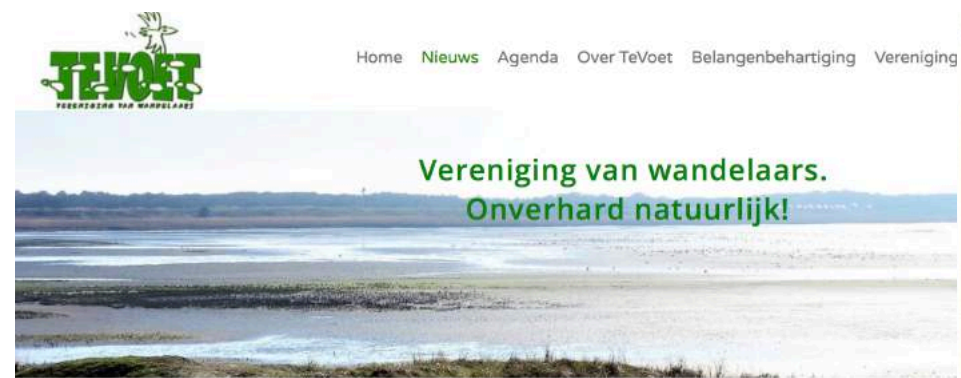 TEVOET
VERENIGING VAN WANDELAARS
Home Nieuws Agenda Over TeVoet Belangenbehartiging Vereniging
Vereniging van wandelaars.
Onverhard natuurlijk!